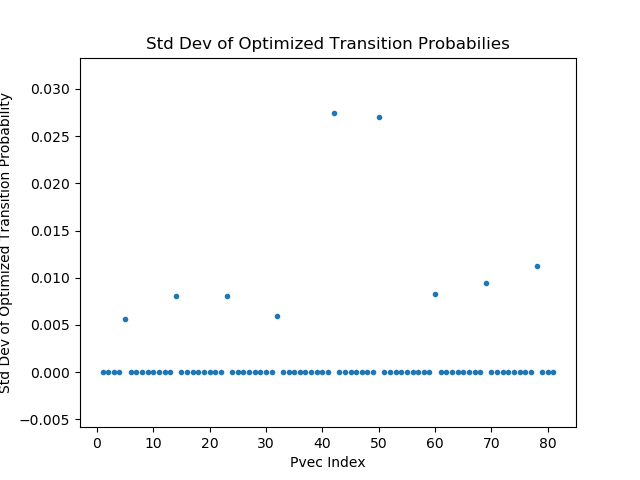 Std Dev of Optimized Transition Probabilies
0.030
0.025
0.020
0.015
0.010
0.005
0.000
−0.005
Std Dev of Optimized Transition Probability
0 10 20 30 40 50 60 70 80
Pvec Index